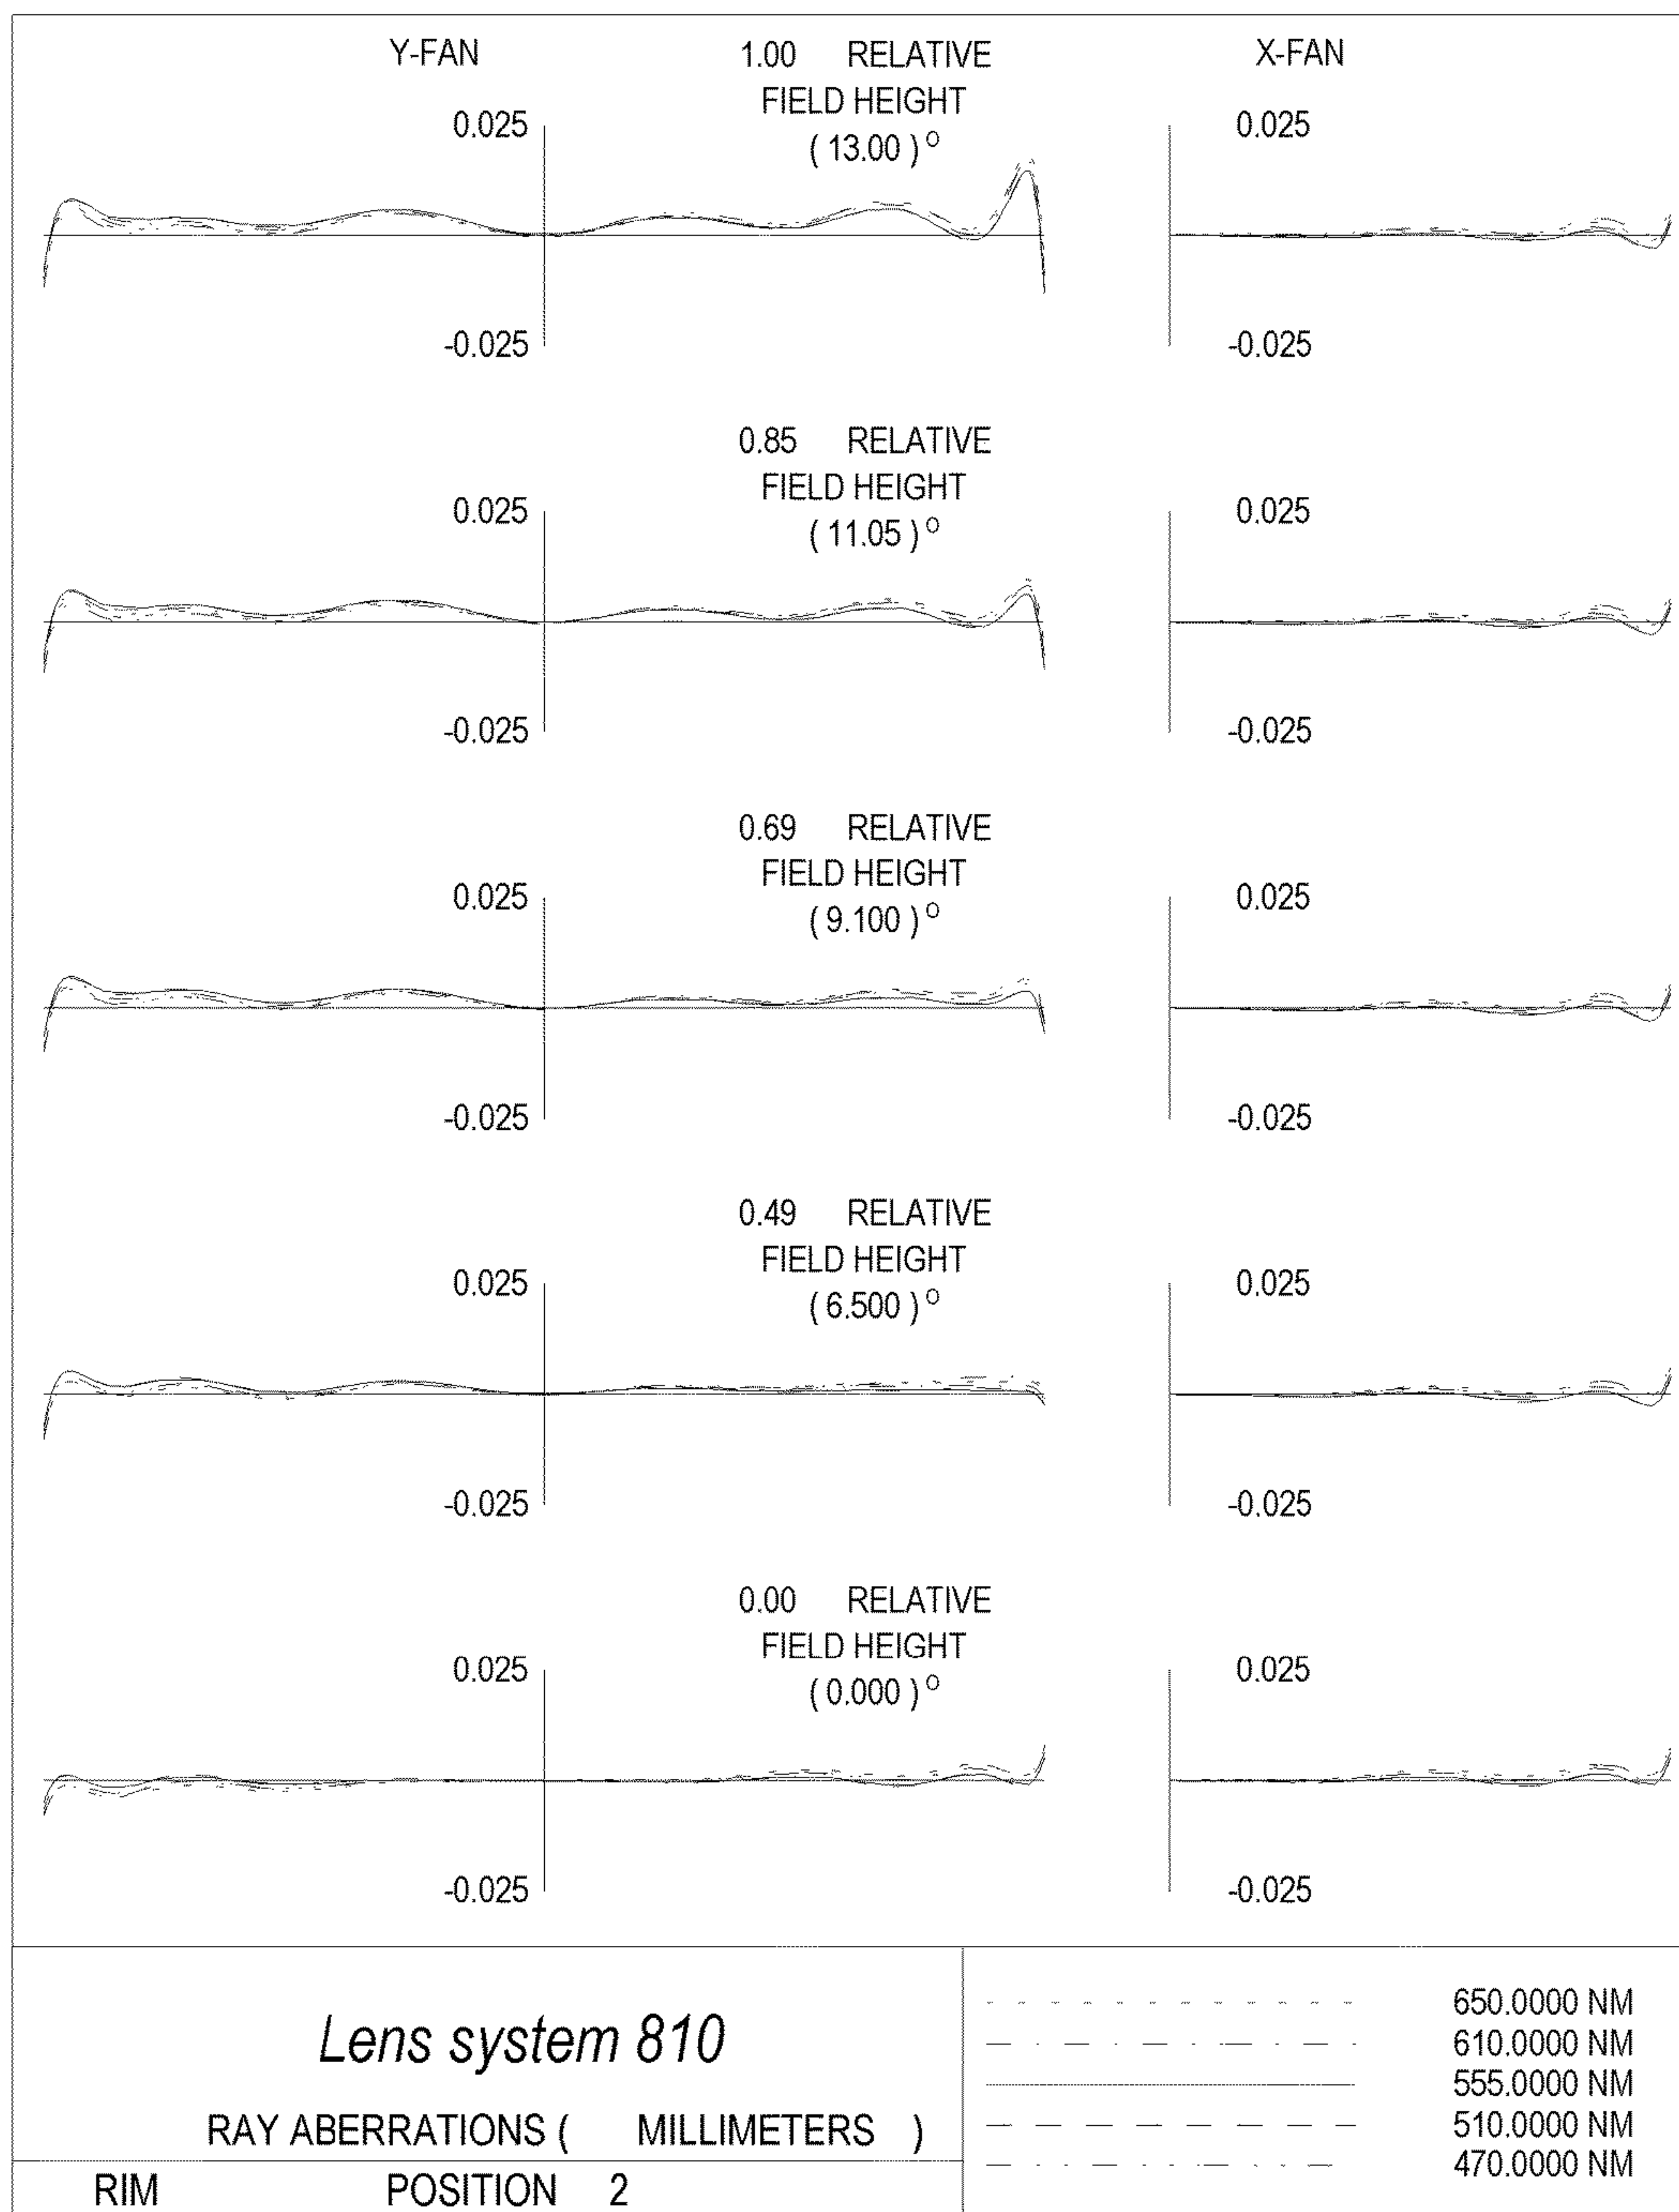 Y-FAN 1.00 RELATIVE X-FAN
FIELD HEIGHT
0.025 ( 13.00 ) O 0.025
-0.025 -0.025
0.85 RELATIVE
FIELD HEIGHT
0.025 ( 11.05 ) O 0.025
-0.025 -0.025
0.69 RELATIVE
FIELD HEIGHT
0.025 ( 9.100 ) O 0.025
-0.025 -0.025
0.49 RELATIVE
FIELD HEIGHT
0.025 ( 6.500 ) O 0.025
-0.025 -0.025
0.00 RELATIVE
FIELD HEIGHT
0.025 ( 0.000 ) O 0.025
-0.025 -0.025
Lens system 810
RAY ABERRATIONS ( MILLIMETERS )
RIM POSITION 2
650.0000 NM
610.0000 NM
555.0000 NM
510.0000 NM
470.0000 NM